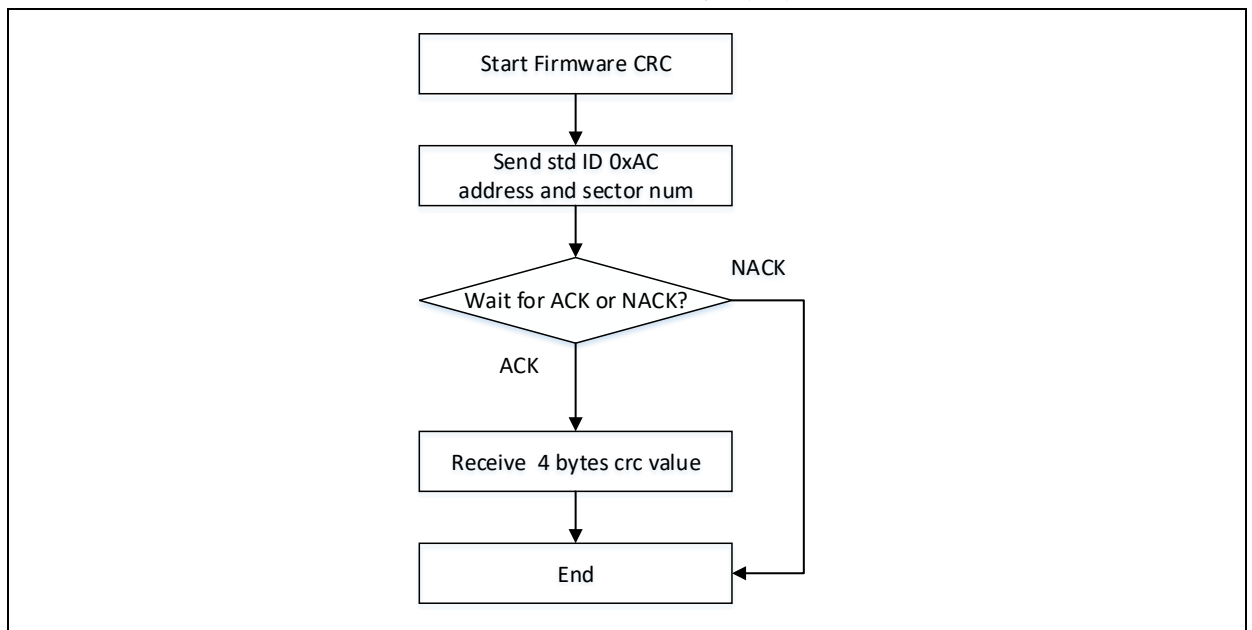 Start Firmware CRC
Send std ID 0xAC
address and sector num
NACK
Wait for ACK or NACK?
ACK
Receive  4 bytes crc value
End